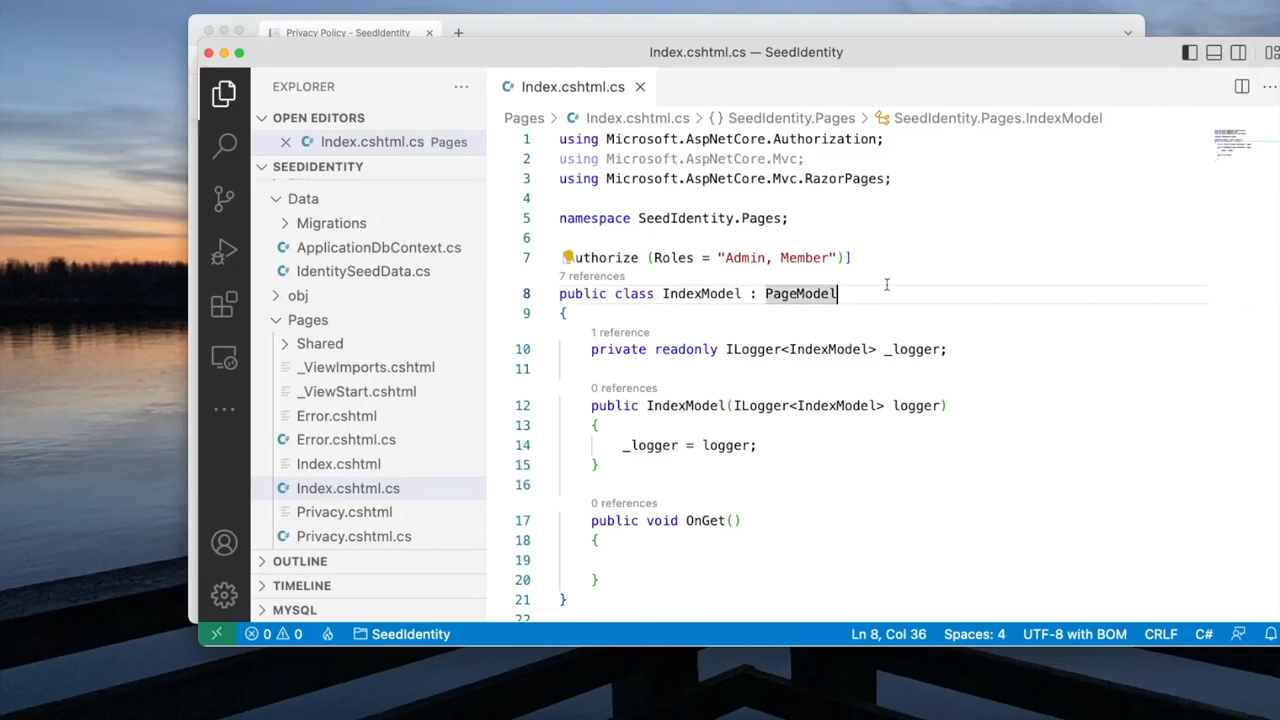 Privacy Policy - SeedIdentity
Index.cshtml.cs — SeedIdentity
EXPLORER
OPEN EDITORS
Index.cshtml.cs Pages
SEEDIDENTITY
Data
Migrations
ApplicationDbContext.cs
IdentitySeedData.cs
obj
Pages
Shared
_ViewImports.cshtml
_ViewStart.cshtml
Error.cshtml
Error.cshtml.cs
Index.cshtml
Index.cshtml.cs
Privacy.cshtml
Privacy.cshtml.cs
OUTLINE
TIMELINE
MYSQL
Index.cshtml.cs
Pages > Index.cshtml.cs > {} SeedIdentity.Pages > SeedIdentity.Pages.IndexModel
1 using Microsoft.AspNetCore.Authorization;
2 using Microsoft.AspNetCore.Mvc;
3 using Microsoft.AspNetCore.Mvc.RazorPages;
4
5 namespace SeedIdentity.Pages;
6
7 uthorize (Roles = "Admin, Member")]
7 references
8 public class IndexModel : PageModel
9 {
1 reference
10 private readonly ILogger<IndexModel> _logger;
11
0 references
12 public IndexModel(ILogger<IndexModel> logger)
13 {
14 _logger = logger;
15 }
16
0 references
17 public void OnGet()
18 {
19
20 }
21 }
22
0 0 SeedIdentity Ln 8, Col 36 Spaces: 4 UTF-8 with BOM CRLF C#